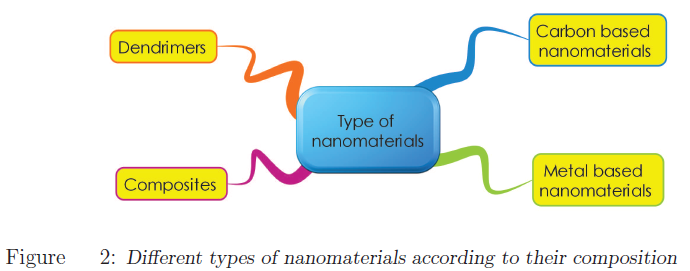 Dendrimers
Carbon based
nanomaterials
Type of
nanomaterials
Composites
Metal based
nanomaterials
Figure 2: Different types of nanomaterials according to their composition